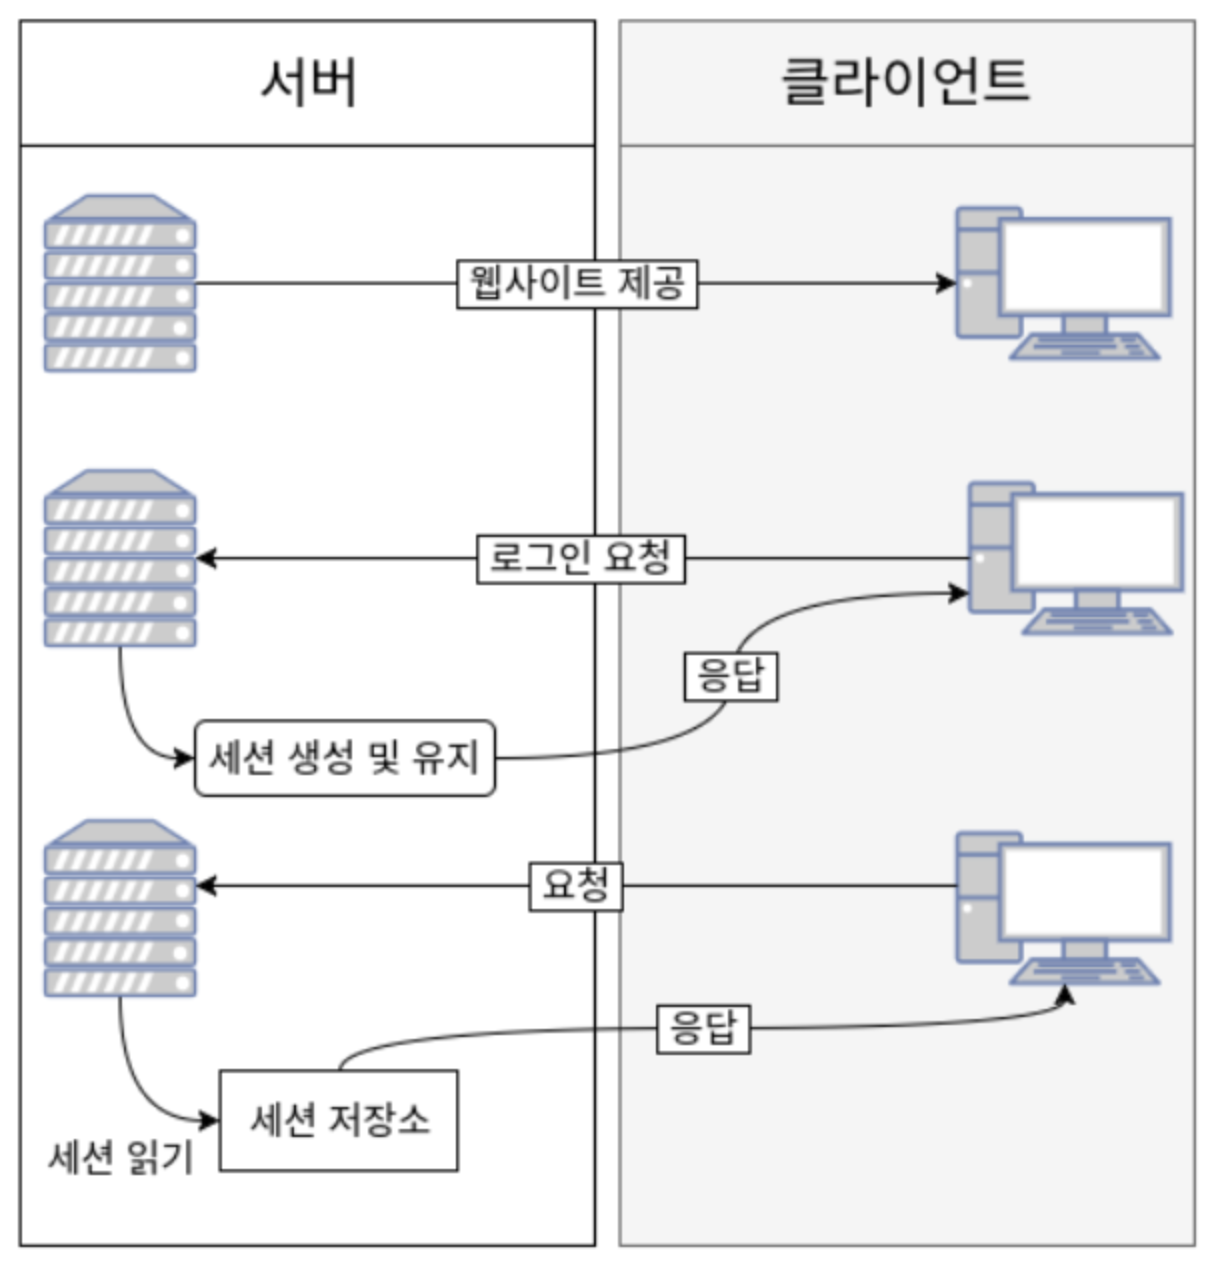 서버
클라이언트
웹사이트 제공
로그인 요청
응답
세션 생성 및 유지
요청
응답
세션 저장소
세션 읽기